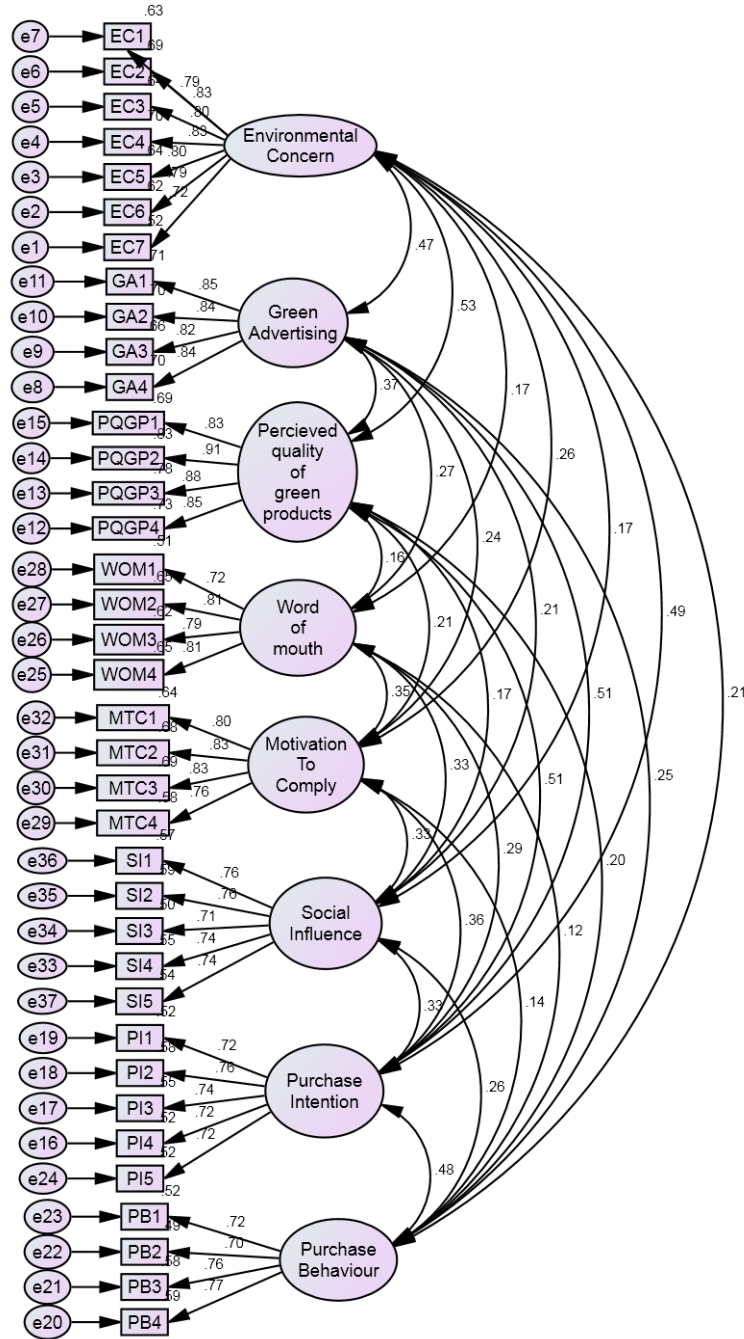 .63
e7 EC1
.69
e6 EC2
.79
.64
.83
e5 EC3
.80
.70
e4 EC4
.83
.64
.80
Environmental
Concern
e3 EC5
.79
.62
e2 EC6
.72
.52
e1 EC7
.47
.71
e11 GA1
.85
.70
.53
e10 GA2
.84
Green
Advertising
.66
e9 GA3
.82
.70
.84
e8 GA4
.37
.17
.69
e15 PQGP1
.83
.83
Percieved
quality
of
green
products
e14 PQGP2
.91
.26
.78
e13 PQGP3
.88
.27
.73
.85
e12 PQGP4
.24
.17
.51
.16
e28 WOM1
.72
.65
e27 WOM2
.81
Word
of
mouth
.49
.62
.21
.21
e26 WOM3
.79
.65
.81
e25 WOM4
.64
.35
.17
.51
.21
e32 MTC1
.80
.68
e31 MTC2
.83
Motivation
To
Comply
.33
.69
e30 MTC3
.83
.51
.25
.58
.76
e29 MTC4
.57
.33
.29
.20
e36 SI1
.76
.59
e35 SI2
.76
.50
Social
Influence
.36
.12
e34 SI3
.71
.55
e33 SI4
.74
.54
.74
e37 SI5
.52
.33
.14
e19 PI1
.72
.58
e18 PI2
.76
.55
Purchase
Intention
.26
e17 PI3
.74
.52
e16 PI4
.72
.52
.72
e24 PI5
.48
.52
e23 PB1
.72
.49
e22 PB2
.70
Purchase
Behaviour
.58
e21 PB3
.76
.59
.77
e20 PB4